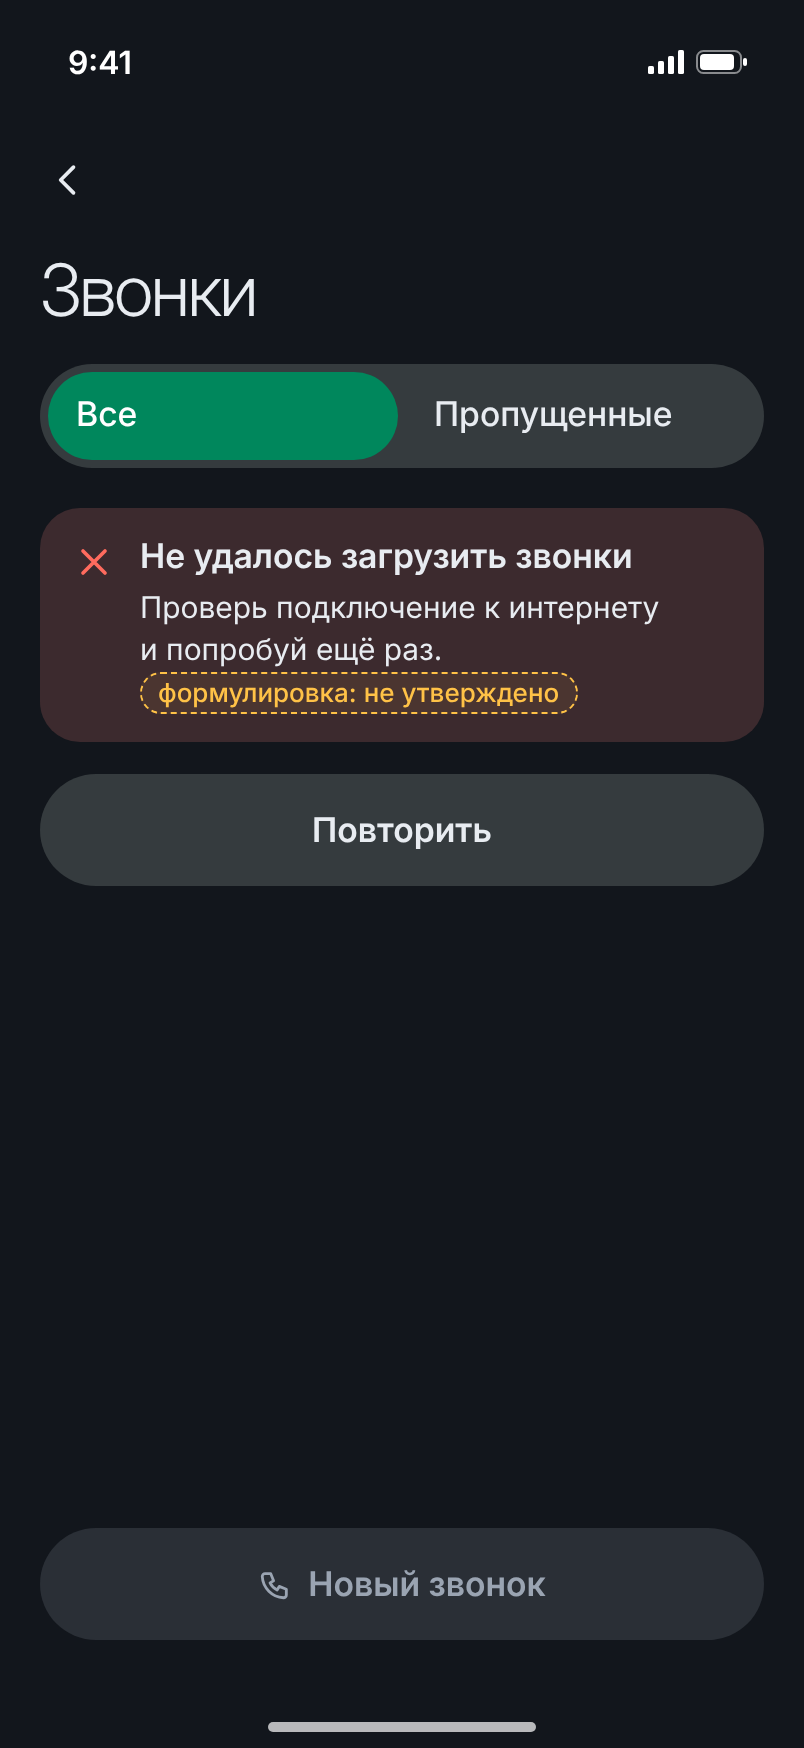 9:41
Звонки
Все
Пропущенные
Не удалось загрузить звонки
Проверь подключение к интернету
и попробуй ещё раз.
формулировка: не утверждено
Повторить
Новый звонок